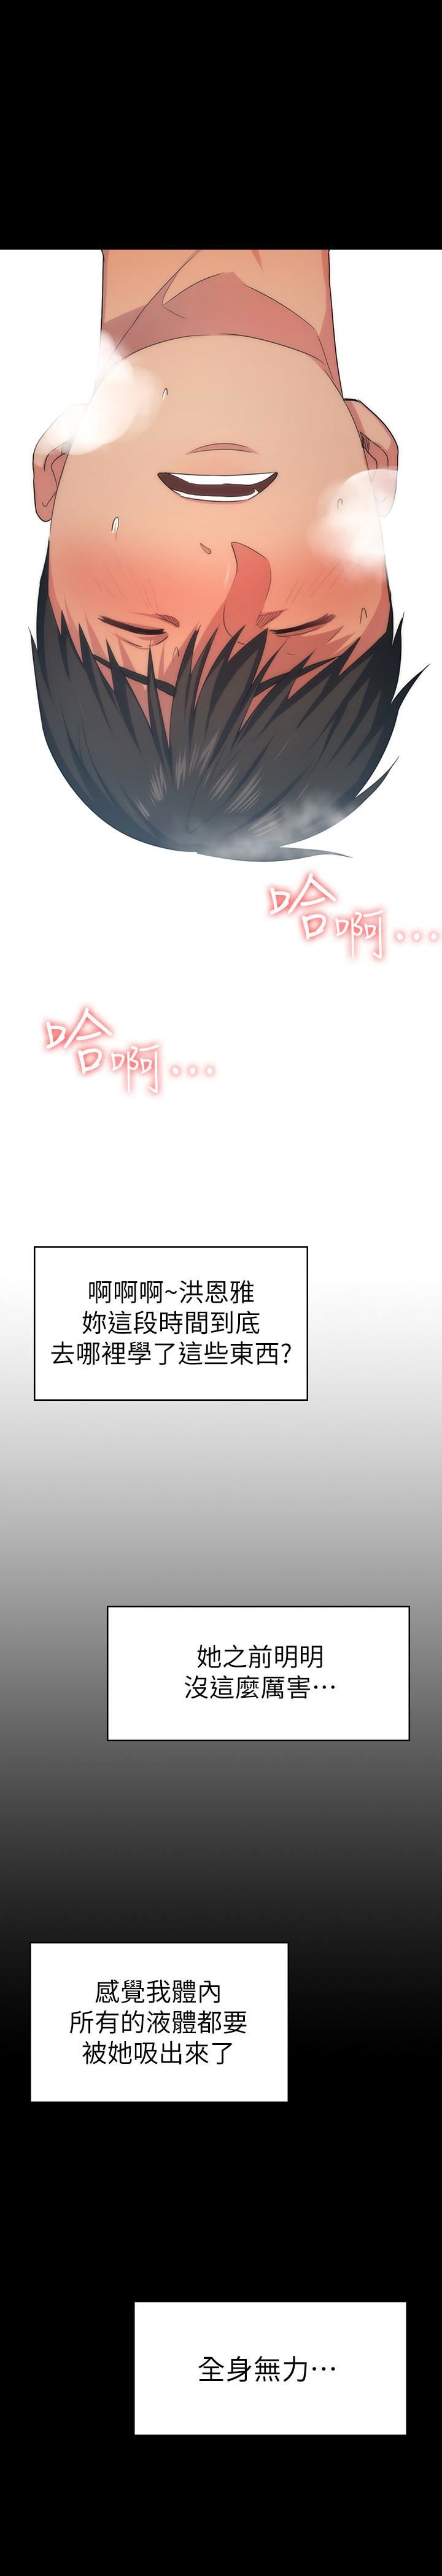 哈啊…
哈啊…
啊啊啊~洪恩雅
妳這段時間到底
去哪裡學了這些東西?
她之前明明
沒這麼厲害…
感覺我體內
所有的液體都要
被她吸出來了
全身無力…